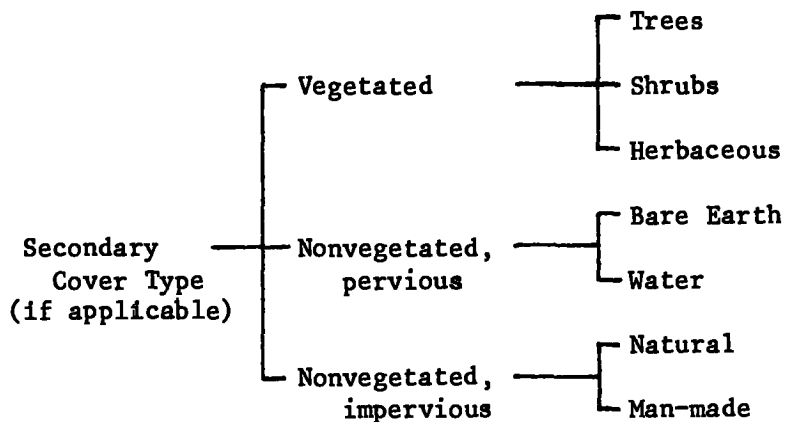 Trees
Vegetated
Shrubs
Herbaceous
Bare Earth
Secondary
Cover Type
(if applicable)
Nonvegetated,
pervious
Water
Natural
Nonvegetated,
impervious
Man-made